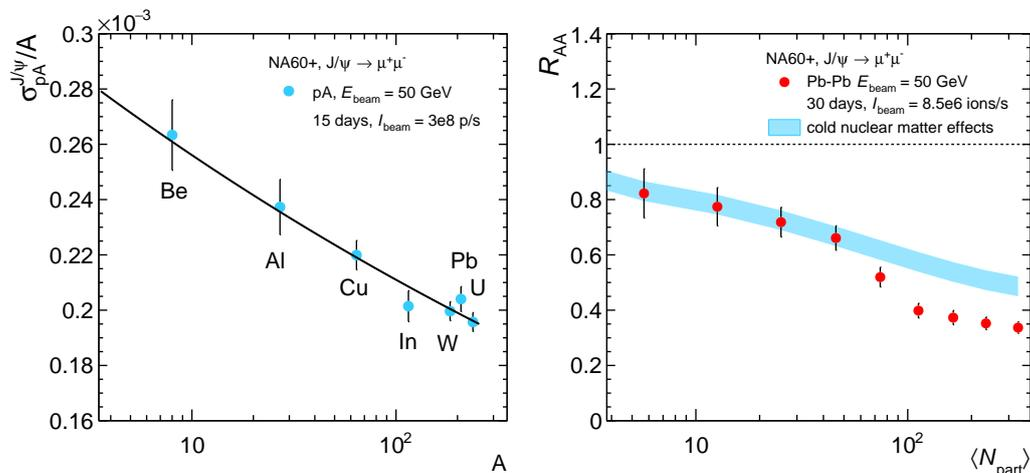 ×10⁻³
σ_pA^J/ψ/A
0.3
0.28
0.26
0.24
0.22
0.2
0.18
0.16
NA60+, J/ψ → μ⁺μ⁻
pA, E_beam = 50 GeV
15 days, I_beam = 3e8 p/s
Be
Al
Cu
In
W
Pb
U
10
10²
A
R_AA
1.4
1.2
1
0.8
0.6
0.4
0.2
0
NA60+, J/ψ → μ⁺μ⁻
Pb-Pb E_beam = 50 GeV
30 days, I_beam = 8.5e6 ions/s
cold nuclear matter effects
10
10²
⟨N_part⟩